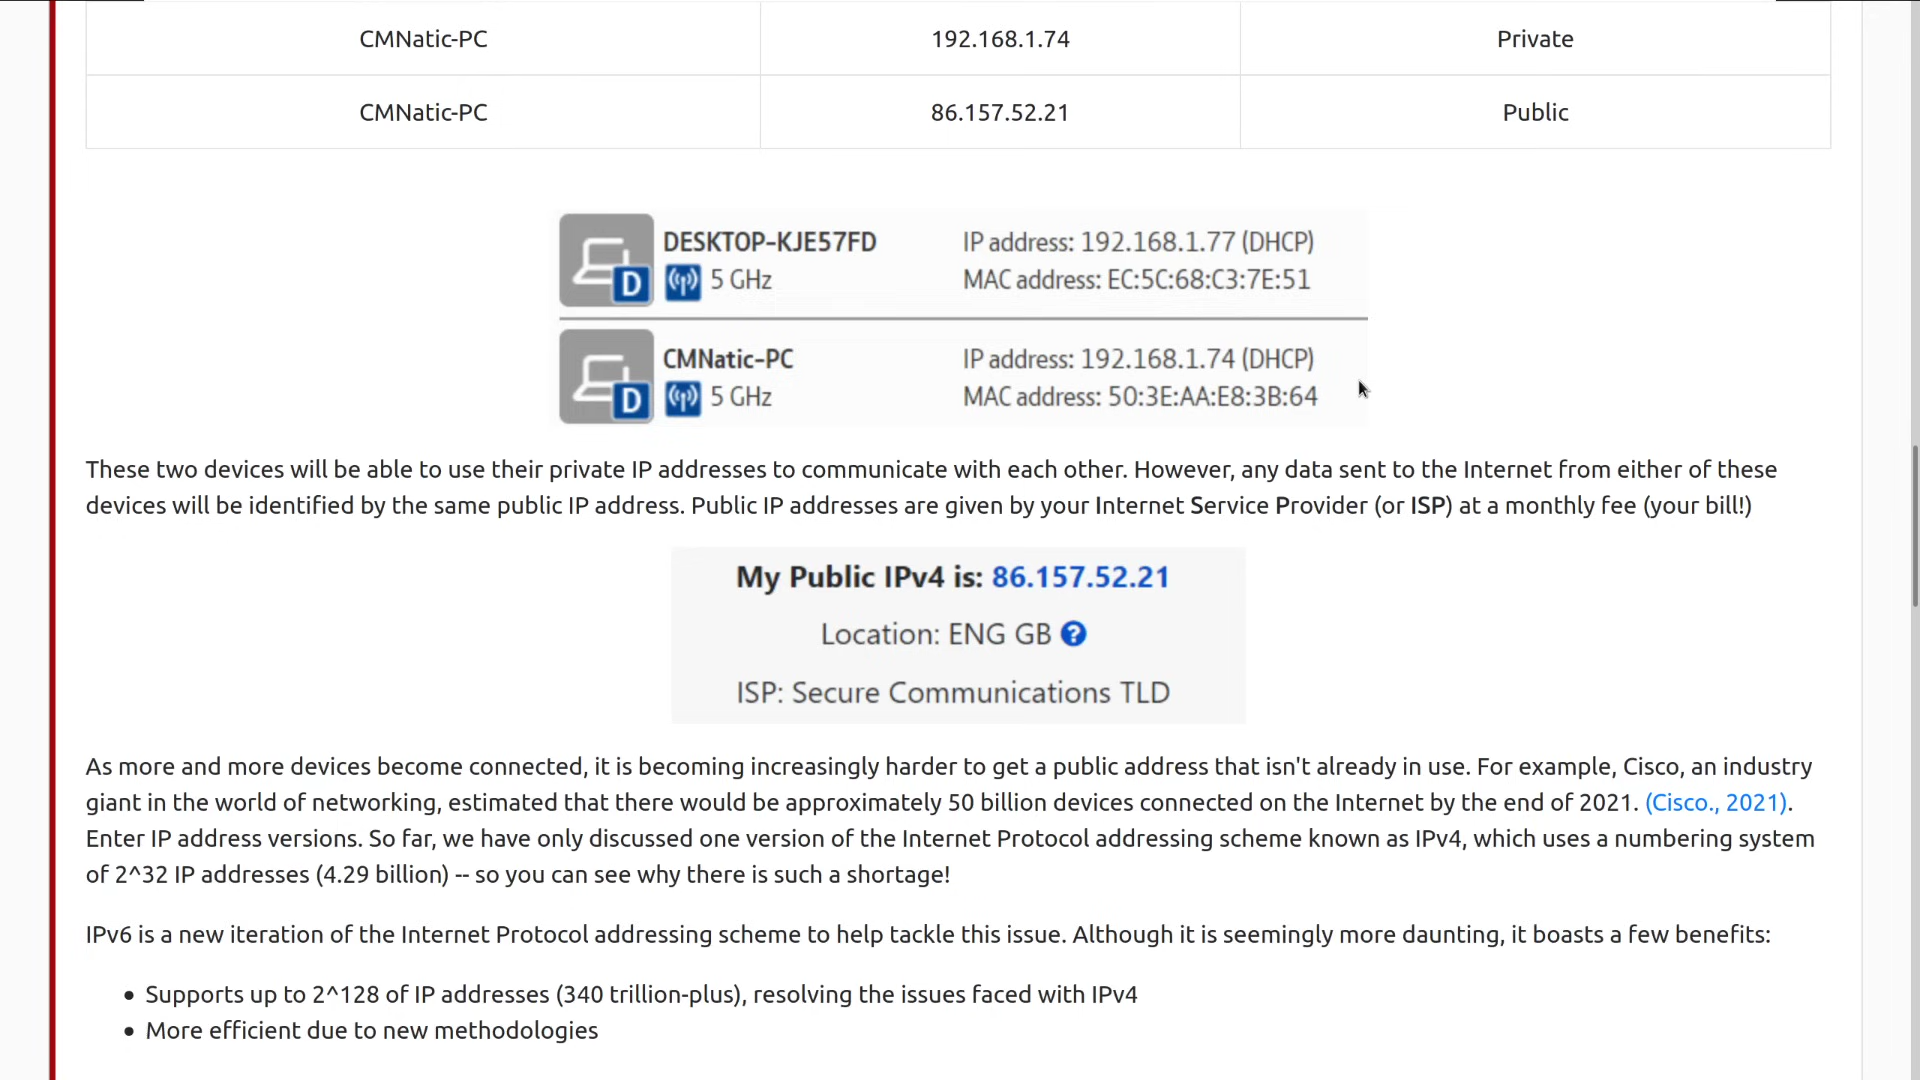 CMNatic-PC 192.168.1.74 Private
CMNatic-PC 86.157.52.21 Public
DESKTOP-KJE57FD IP address: 192.168.1.77 (DHCP)
D 5 GHz MAC address: EC:5C:68:C3:7E:51
CMNatic-PC IP address: 192.168.1.74 (DHCP)
D 5 GHz MAC address: 50:3E:AA:E8:3B:64
These two devices will be able to use their private IP addresses to communicate with each other. However, any data sent to the Internet from either of these
devices will be identified by the same public IP address. Public IP addresses are given by your Internet Service Provider (or ISP) at a monthly fee (your bill!)
My Public IPv4 is: 86.157.52.21
Location: ENG GB ?
ISP: Secure Communications TLD
As more and more devices become connected, it is becoming increasingly harder to get a public address that isn't already in use. For example, Cisco, an industry
giant in the world of networking, estimated that there would be approximately 50 billion devices connected on the Internet by the end of 2021. (Cisco., 2021).
Enter IP address versions. So far, we have only discussed one version of the Internet Protocol addressing scheme known as IPv4, which uses a numbering system
of 2^32 IP addresses (4.29 billion) -- so you can see why there is such a shortage!
IPv6 is a new iteration of the Internet Protocol addressing scheme to help tackle this issue. Although it is seemingly more daunting, it boasts a few benefits:
• Supports up to 2^128 of IP addresses (340 trillion-plus), resolving the issues faced with IPv4
• More efficient due to new methodologies